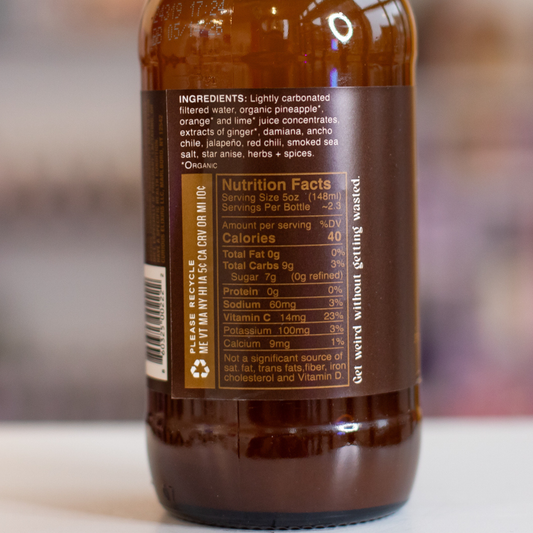 319 17:24
INGREDIENTS: Lightly carbonated
filtered water, organic pineapple*,
orange* and lime* juice concentrates,
extracts of ginger*, damiana, ancho
chile, jalapeño, red chili, smoked sea
salt, star anise, herbs + spices.
*ORGANIC
PLEASE RECYCLE
ME VT MA NY HI IA 5¢ CA CRV OR MI 10¢
Nutrition Facts
Serving Size 5oz (148ml)
Servings Per Bottle ~2.3
Amount per serving %DV
Calories 40
Total Fat 0g 0%
Total Carbs 9g 3%
Sugar 7g (0g refined)
Protein 0g 0%
Sodium 60mg 3%
Vitamin C 14mg 23%
Potassium 100mg 3%
Calcium 9mg 1%
Not a significant source of
sat. fat, trans fats,fiber, iron
cholesterol and Vitamin D.
Get weird without getting wasted.